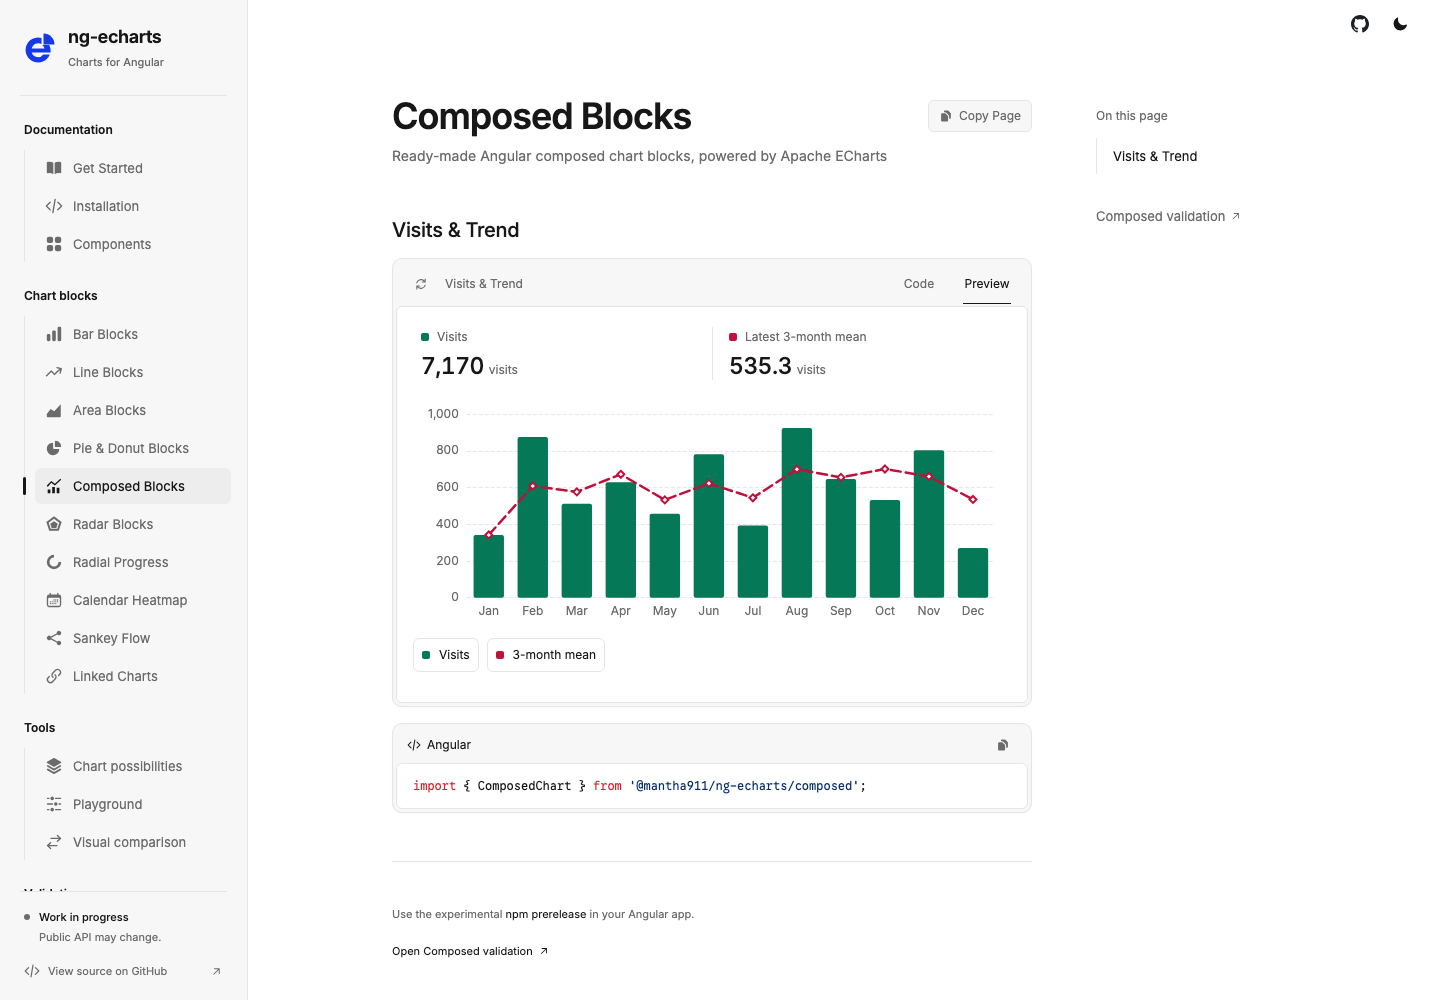 ng-echarts
Charts for Angular
Documentation
Get Started
Installation
Components
Chart blocks
Bar Blocks
Line Blocks
Area Blocks
Pie & Donut Blocks
Composed Blocks
Radar Blocks
Radial Progress
Calendar Heatmap
Sankey Flow
Linked Charts
Tools
Chart possibilities
Playground
Visual comparison
Work in progress
Public API may change.
View source on GitHub
Composed Blocks
Copy Page
Ready-made Angular composed chart blocks, powered by Apache ECharts
Visits & Trend
Visits & Trend
Code
Preview
Visits
7,170 visits
Latest 3-month mean
535.3 visits
1,000
800
600
400
200
0
Jan Feb Mar Apr May Jun Jul Aug Sep Oct Nov Dec
Visits
3-month mean
Angular
import { ComposedChart } from '@mantha911/ng-echarts/composed';
Use the experimental npm prerelease in your Angular app.
Open Composed validation
On this page
Visits & Trend
Composed validation